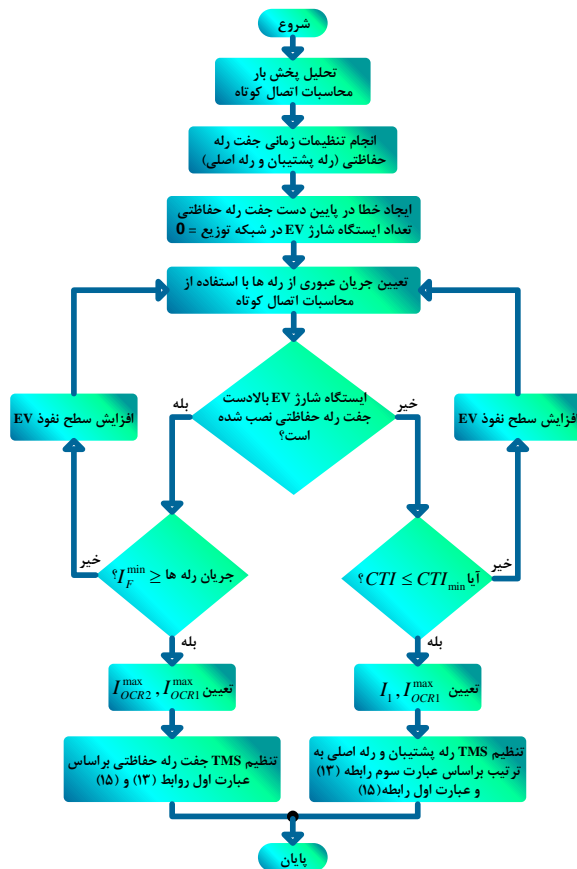 شروع
تحلیل پخش بار
محاسبات اتصال کوتاه
انجام تنظیمات زمانی جفت رله
حفاظتی (رله پشتیبان و رله اصلی)
ایجاد خطا در پایین دست جفت رله حفاظتی
تعداد ایستگاه شارژ EV در شبکه توزیع = 0
تعیین جریان عبوری از رله ها با استفاده از
محاسبات اتصال کوتاه
ایستگاه شارژ EV بالادست
جفت رله حفاظتی نصب شده
است؟
خیر
بله
افزایش سطح نفوذ EV
افزایش سطح نفوذ EV
آیا CTI ≤ CTI_min؟
خیر
بله
جریان رله ها ≥ I_F^min؟
خیر
بله
تعیین I_1 , I_OCR1^max
تعیین I_OCR2^max , I_OCR1^max
تنظیم TMS رله پشتیبان و رله اصلی به
ترتیب براساس عبارت سوم رابطه (۱۳)
و عبارت اول رابطه(۱۵)
تنظیم TMS جفت رله حفاظتی براساس
عبارت اول روابط (۱۳) و (۱۵)
پایان